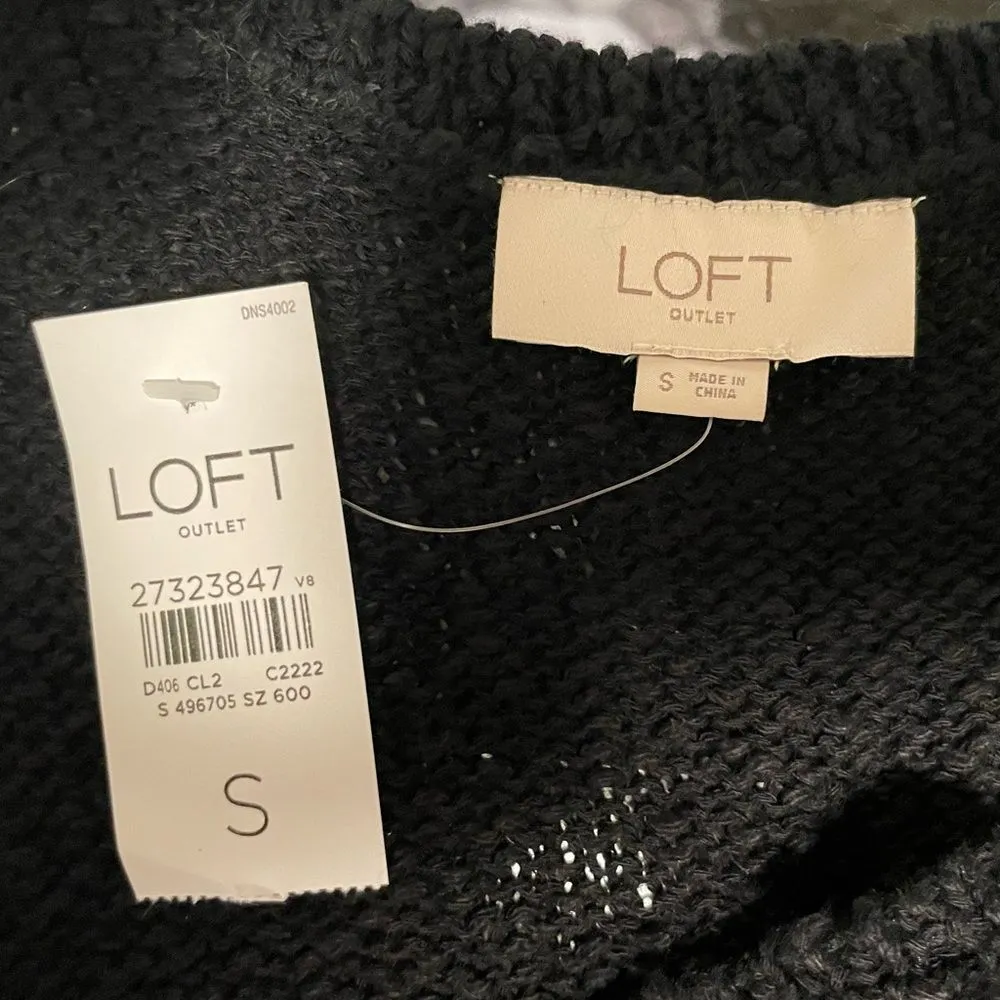 DNS4002
LOFT
OUTLET
27323847 V8
D406 CL2 C2222
S 496705 SZ 600
S
LOFT
OUTLET
S MADE IN
CHINA